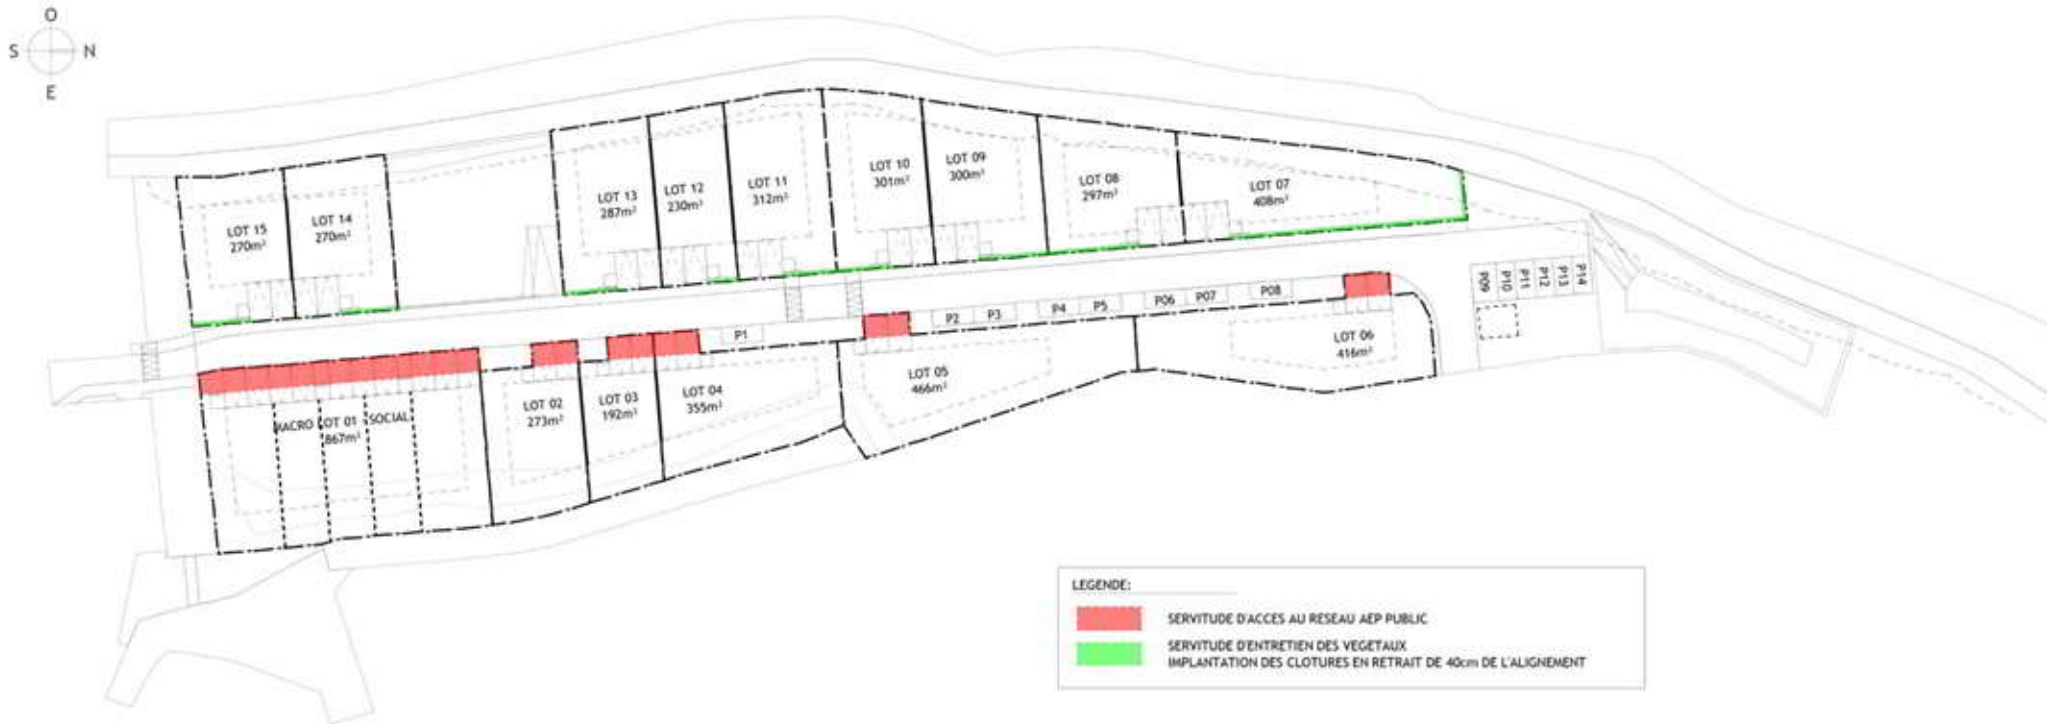 O
S N
E
LOT 15
270m²
LOT 14
270m²
LOT 13
287m²
LOT 12
230m²
LOT 11
312m²
LOT 10
301m²
LOT 09
300m²
LOT 08
297m²
LOT 07
408m²
P1
P2
P3
P4
P5
P06
P07
P08
P09
P10
P11
P12
P13
P14
MACRO LOT 01 SOCIAL
867m²
LOT 02
273m²
LOT 03
192m²
LOT 04
355m²
LOT 05
466m²
LOT 06
416m²
LEGENDE:
SERVITUDE D'ACCES AU RESEAU AEP PUBLIC
SERVITUDE D'ENTRETIEN DES VEGETAUX
IMPLANTATION DES CLOTURES EN RETRAIT DE 40cm DE L'ALIGNEMENT